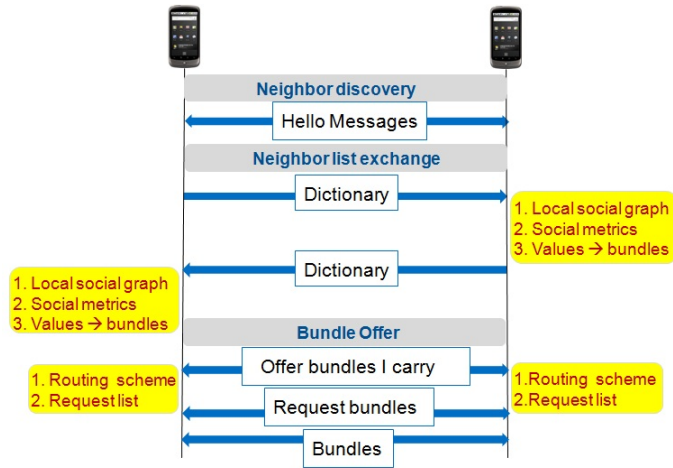 Neighbor discovery
Hello Messages
Neighbor list exchange
Dictionary
1. Local social graph
2. Social metrics
3. Values → bundles
Dictionary
1. Local social graph
2. Social metrics
3. Values → bundles
Bundle Offer
Offer bundles I carry
1. Routing scheme
2. Request list
1.Routing scheme
2.Request list
Request bundles
Bundles